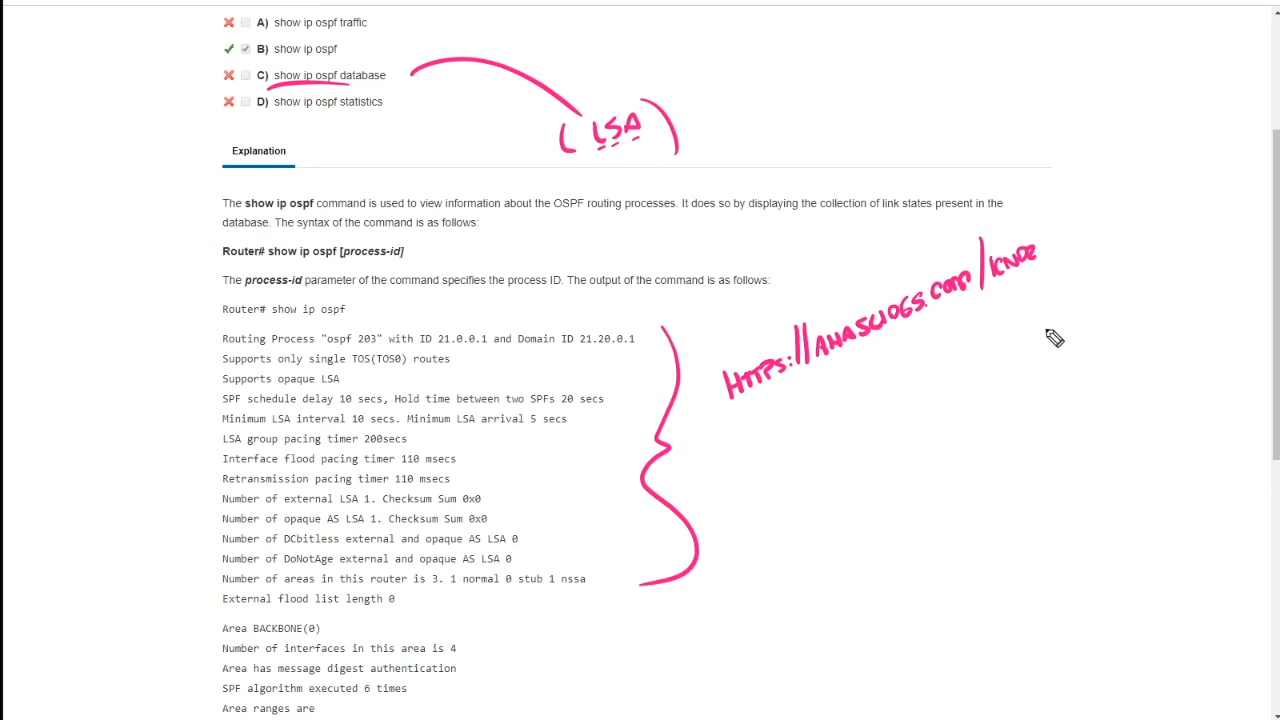 A) show ip ospf traffic
B) show ip ospf
C) show ip ospf database
D) show ip ospf statistics
( LSA )
Explanation
The show ip ospf command is used to view information about the OSPF routing processes. It does so by displaying the collection of link states present in the
database. The syntax of the command is as follows:
Router# show ip ospf [process-id]
The process-id parameter of the command specifies the process ID. The output of the command is as follows:
HTTPS://
Router# show ip ospf
Routing Process "ospf 203" with ID 21.0.0.1 and Domain ID 21.20.0.1
Supports only single TOS(TOS0) routes
Supports opaque LSA
SPF schedule delay 10 secs, Hold time between two SPFs 20 secs
Minimum LSA interval 10 secs. Minimum LSA arrival 5 secs
LSA group pacing timer 200secs
Interface flood pacing timer 110 msecs
Retransmission pacing timer 110 msecs
Number of external LSA 1. Checksum Sum 0x0
Number of opaque AS LSA 1. Checksum Sum 0x0
Number of DCbitless external and opaque AS LSA 0
Number of DoNotAge external and opaque AS LSA 0
Number of areas in this router is 3. 1 normal 0 stub 1 nssa
External flood list length 0
Area BACKBONE(0)
Number of interfaces in this area is 4
Area has message digest authentication
SPF algorithm executed 6 times
Area ranges are